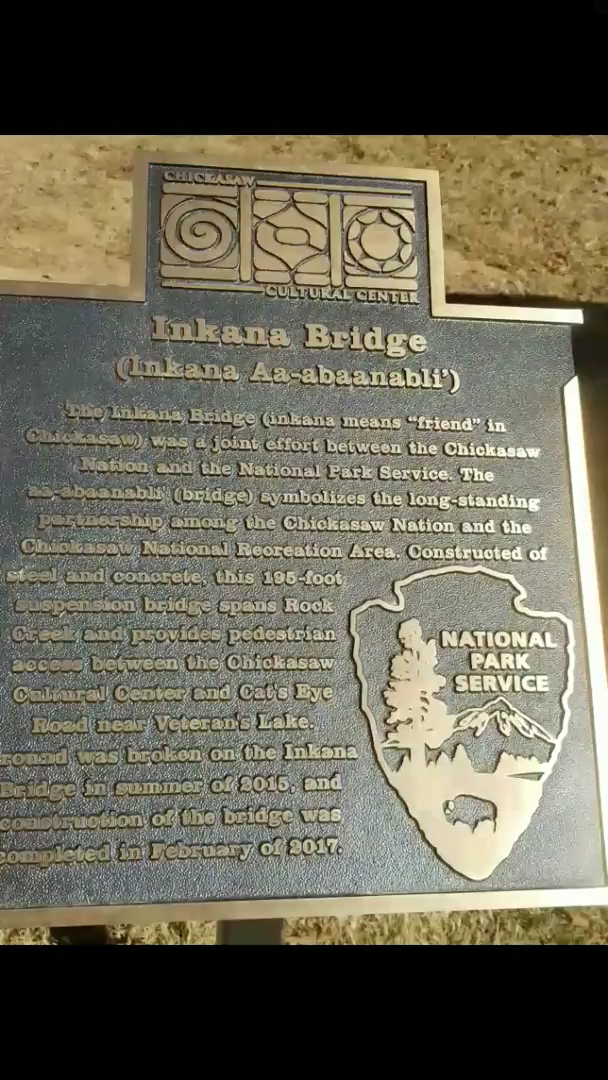 CHICKASAW
CULTURAL CENTER
Inkana Bridge
(Inkana Aa-abaanabli')
The Inkana Bridge (inkana means "friend" in
Chickasaw) was a joint effort between the Chickasaw
Nation and the National Park Service. The
aa-abaanabli' (bridge) symbolizes the long-standing
partnership among the Chickasaw Nation and the
Chickasaw National Recreation Area. Constructed of
steel and concrete, this 195-foot
suspension bridge spans Rock
Creek and provides pedestrian
access between the Chickasaw
Cultural Center and Cat's Eye
Road near Veteran's Lake.
round was broken on the Inkana
Bridge in summer of 2015, and
construction of the bridge was
completed in February of 2017.
NATIONAL
PARK
SERVICE